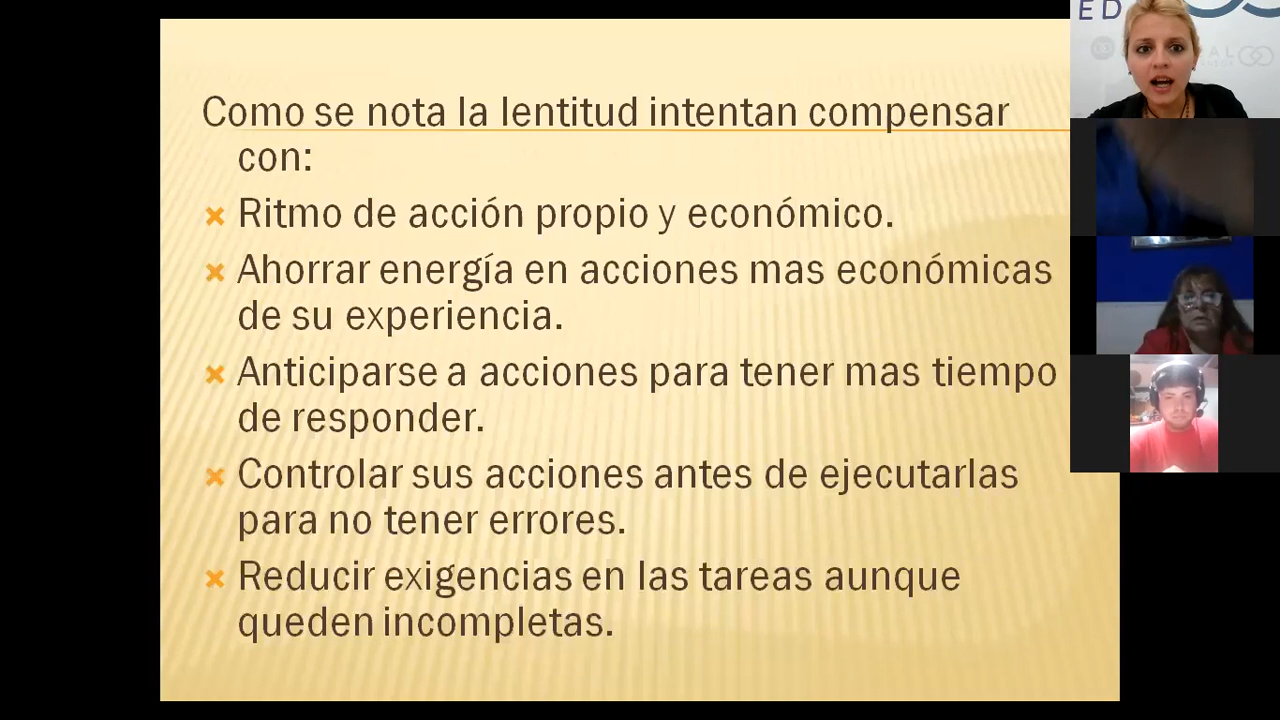 Como se nota la lentitud intentan compensar
con:
Ritmo de acción propio y económico.
Ahorrar energía en acciones mas económicas
de su experiencia.
Anticiparse a acciones para tener mas tiempo
de responder.
Controlar sus acciones antes de ejecutarlas
para no tener errores.
Reducir exigencias en las tareas aunque
queden incompletas.
ED